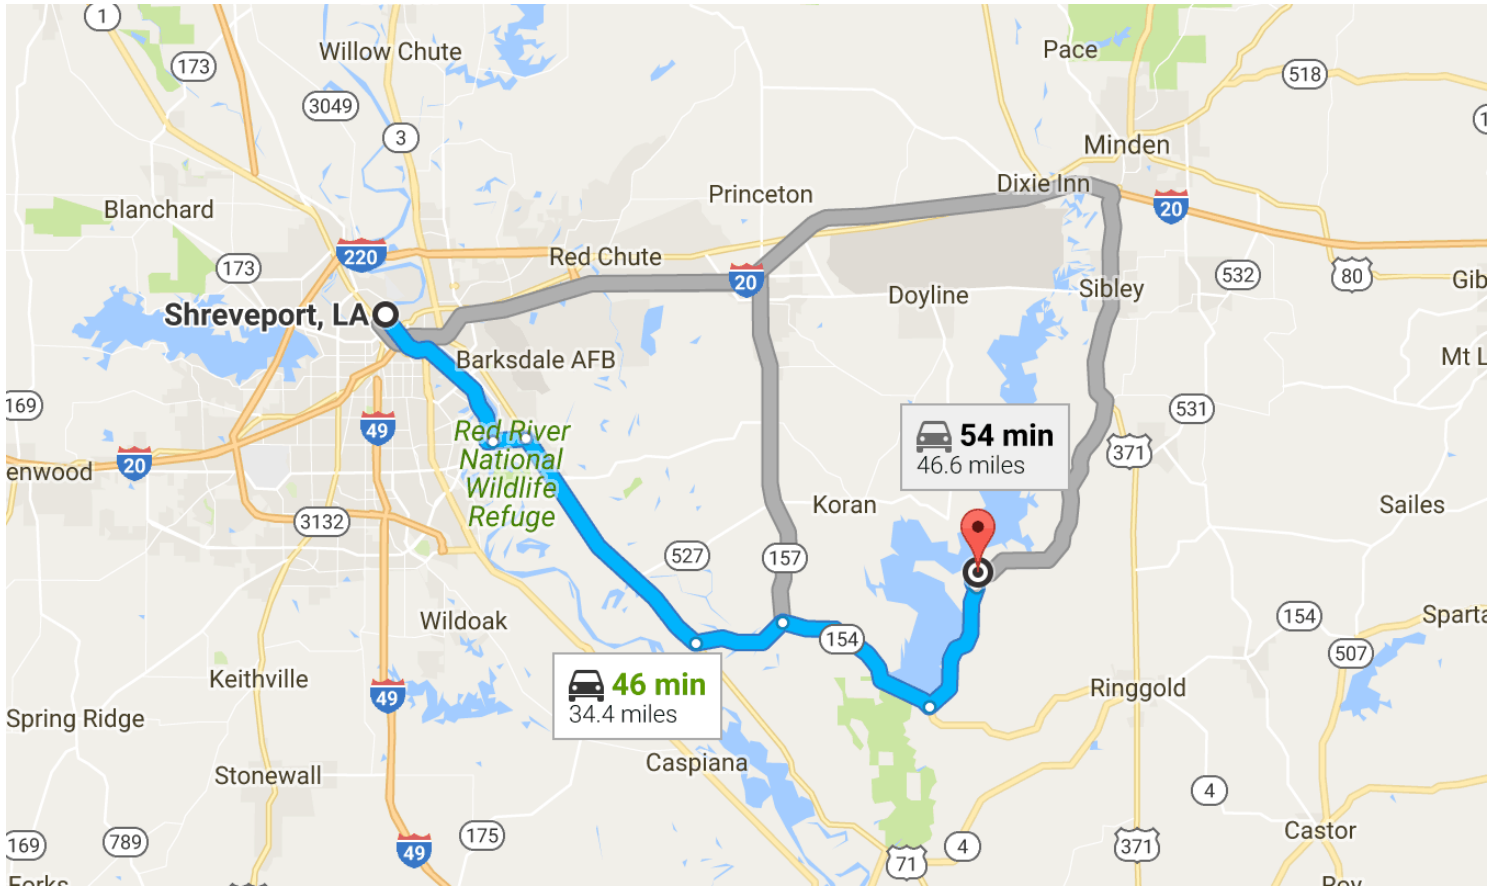 1
Willow Chute
Pace
173
518
3049
3
Minden
Princeton
Dixie Inn
Blanchard
20
220
Red Chute
173
20
Doyline
Sibley
532
80
Gib
Shreveport, LA
Barksdale AFB
Mt L
169
49
531
Red River
National
Wildlife
Refuge
54 min
46.6 miles
371
20
enwood
Koran
Sailes
3132
527
157
Wildoak
154
154
Sparta
507
Keithville
46 min
34.4 miles
Ringgold
49
Spring Ridge
Caspiana
Stonewall
4
169
789
49
175
71
4
371
Castor
Forks
Roy